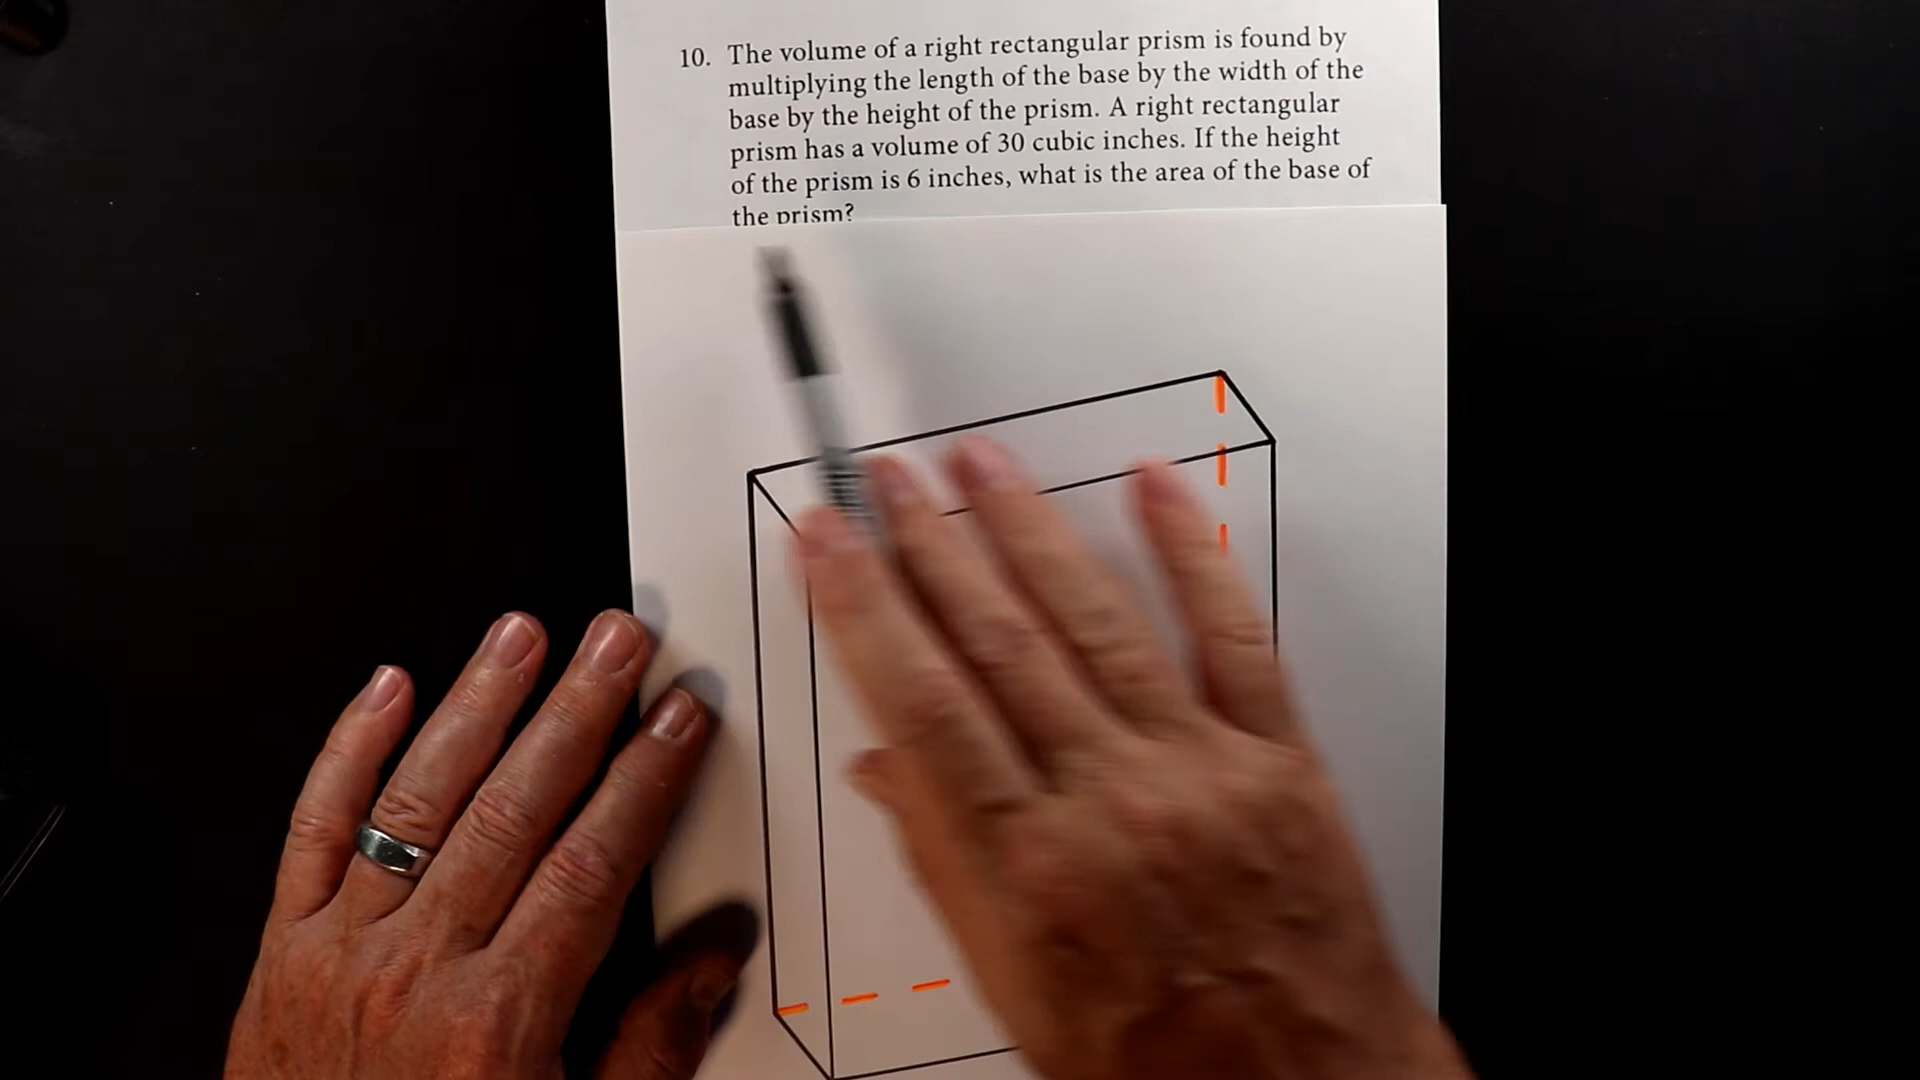 10. The volume of a right rectangular prism is found by
multiplying the length of the base by the width of the
base by the height of the prism. A right rectangular
prism has a volume of 30 cubic inches. If the height
of the prism is 6 inches, what is the area of the base of
the prism?